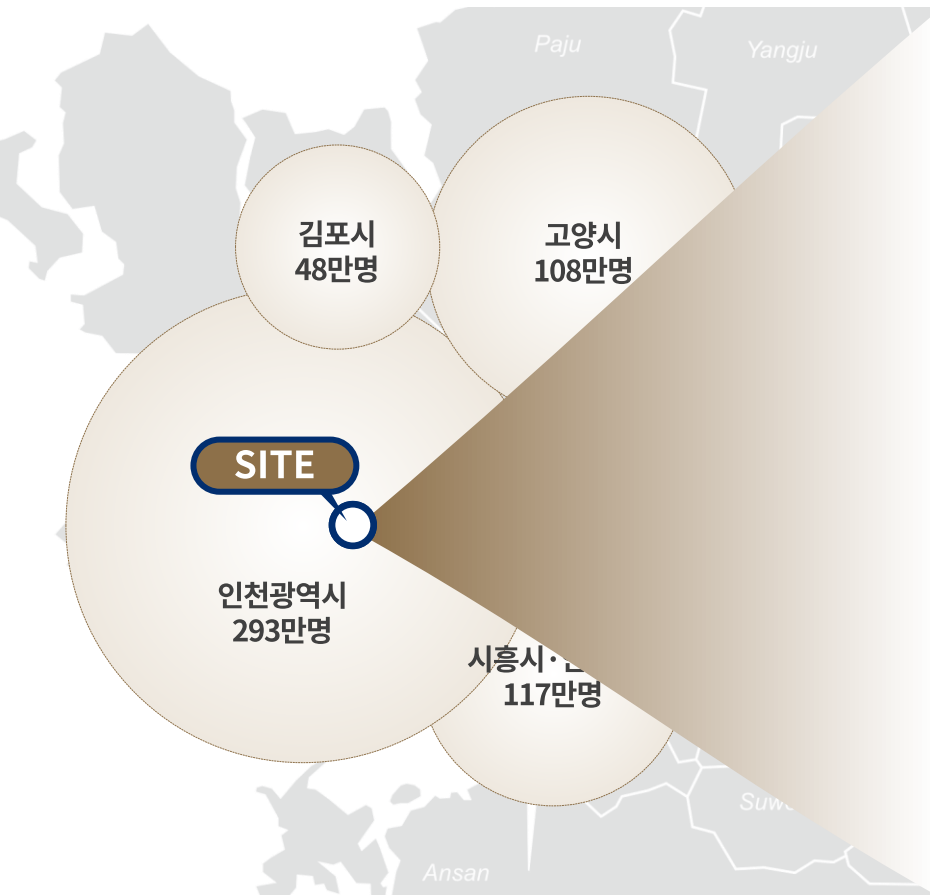 Paju
Yangju
김포시
48만명
고양시
108만명
SITE
인천광역시
293만명
시흥시·
117만명
Ansan